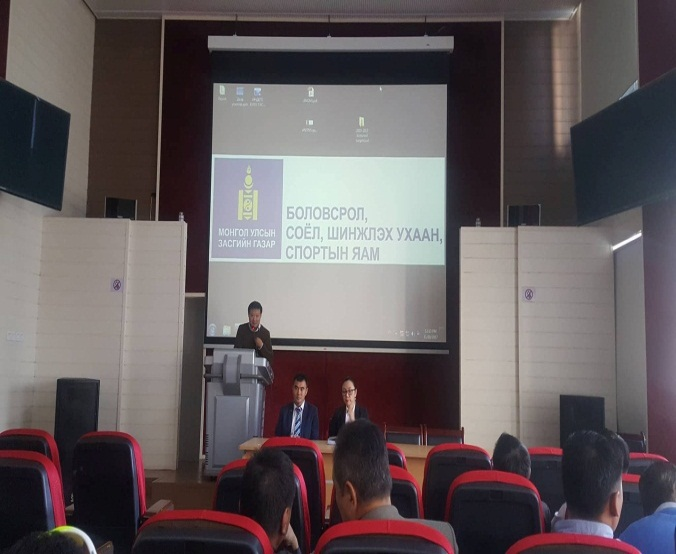 МОНГОЛ УЛСЫН
ЗАСГИЙН ГАЗАР
БОЛОВСРОЛ,
СОЁЛ, ШИНЖЛЭХ УХААН,
СПОРТЫН ЯАМ